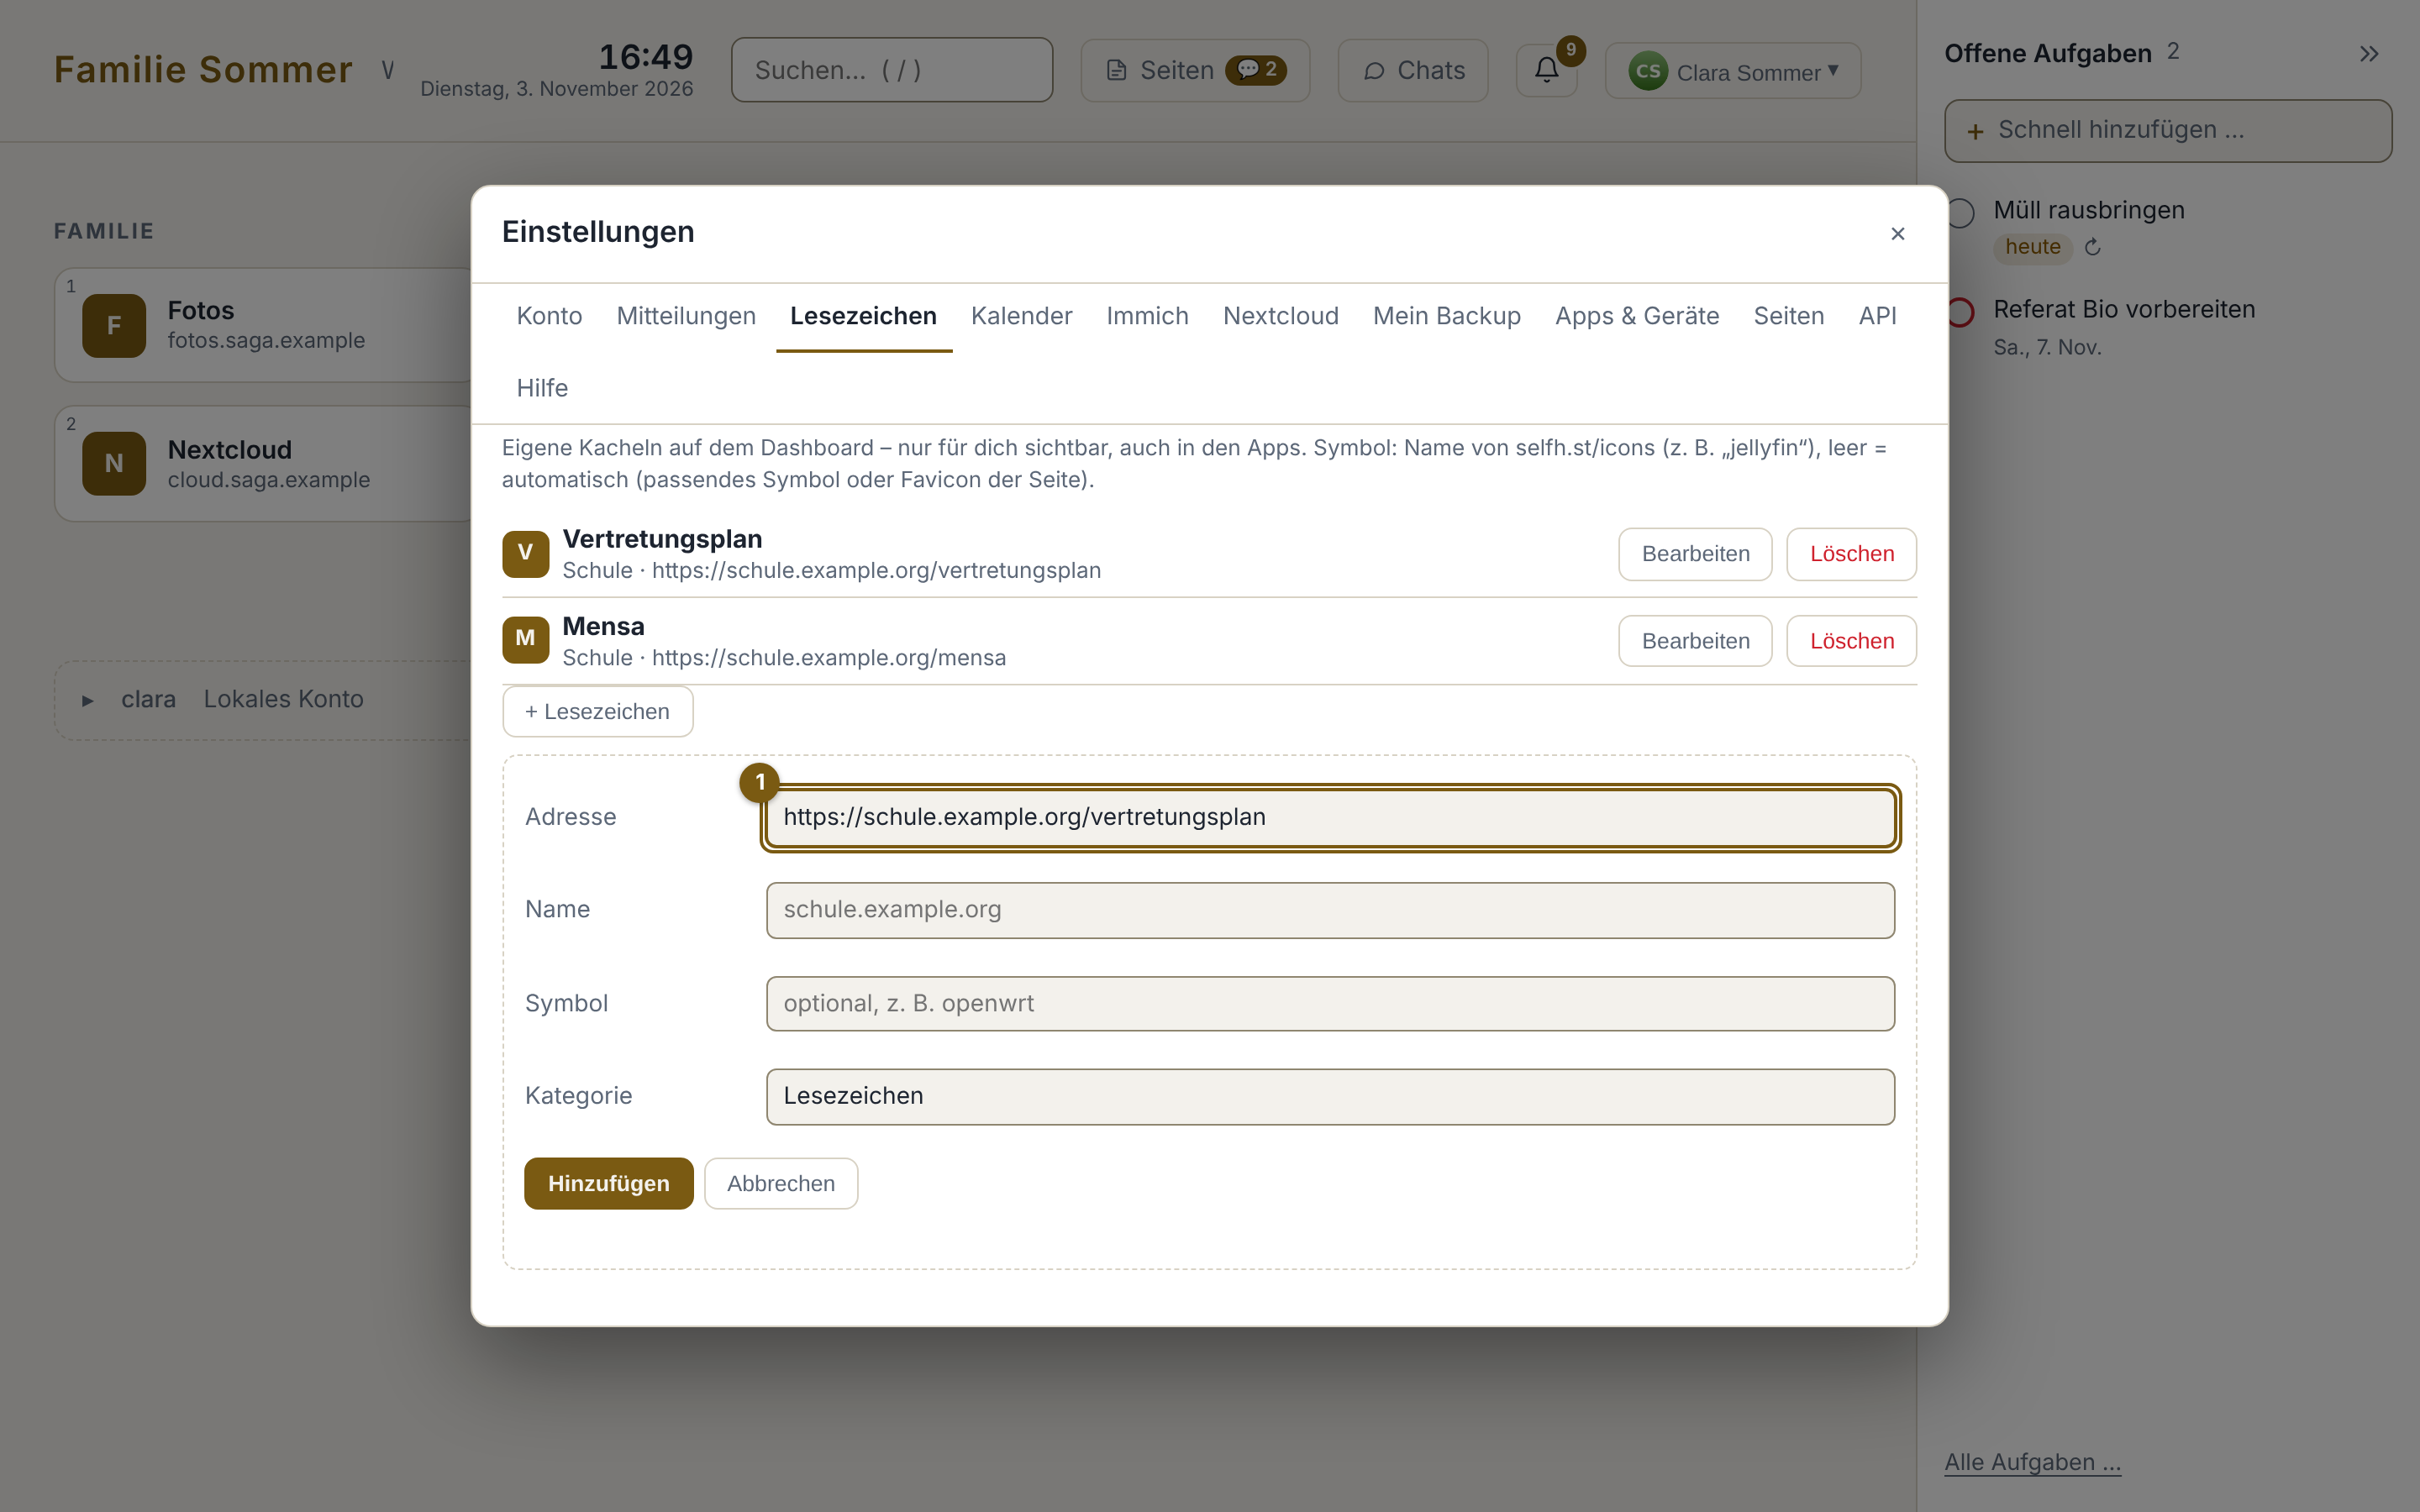 Familie Sommer
16:49
Dienstag, 3. November 2026
Suchen... ( / )
Seiten 💬 2
Chats
9
CS Clara Sommer ▾
Offene Aufgaben 2
+ Schnell hinzufügen ...
Müll rausbringen
heute
Referat Bio vorbereiten
Sa., 7. Nov.
Alle Aufgaben ...
FAMILIE
1
F
Fotos
fotos.saga.example
2
N
Nextcloud
cloud.saga.example
▸ clara Lokales Konto
Einstellungen
×
Konto Mitteilungen Lesezeichen Kalender Immich Nextcloud Mein Backup Apps & Geräte Seiten API
Hilfe
Eigene Kacheln auf dem Dashboard – nur für dich sichtbar, auch in den Apps. Symbol: Name von selfh.st/icons (z. B. „jellyfin“), leer =
automatisch (passendes Symbol oder Favicon der Seite).
V
Vertretungsplan
Schule · https://schule.example.org/vertretungsplan
Bearbeiten Löschen
M
Mensa
Schule · https://schule.example.org/mensa
Bearbeiten Löschen
+ Lesezeichen
1
Adresse https://schule.example.org/vertretungsplan
Name schule.example.org
Symbol optional, z. B. openwrt
Kategorie Lesezeichen
Hinzufügen Abbrechen